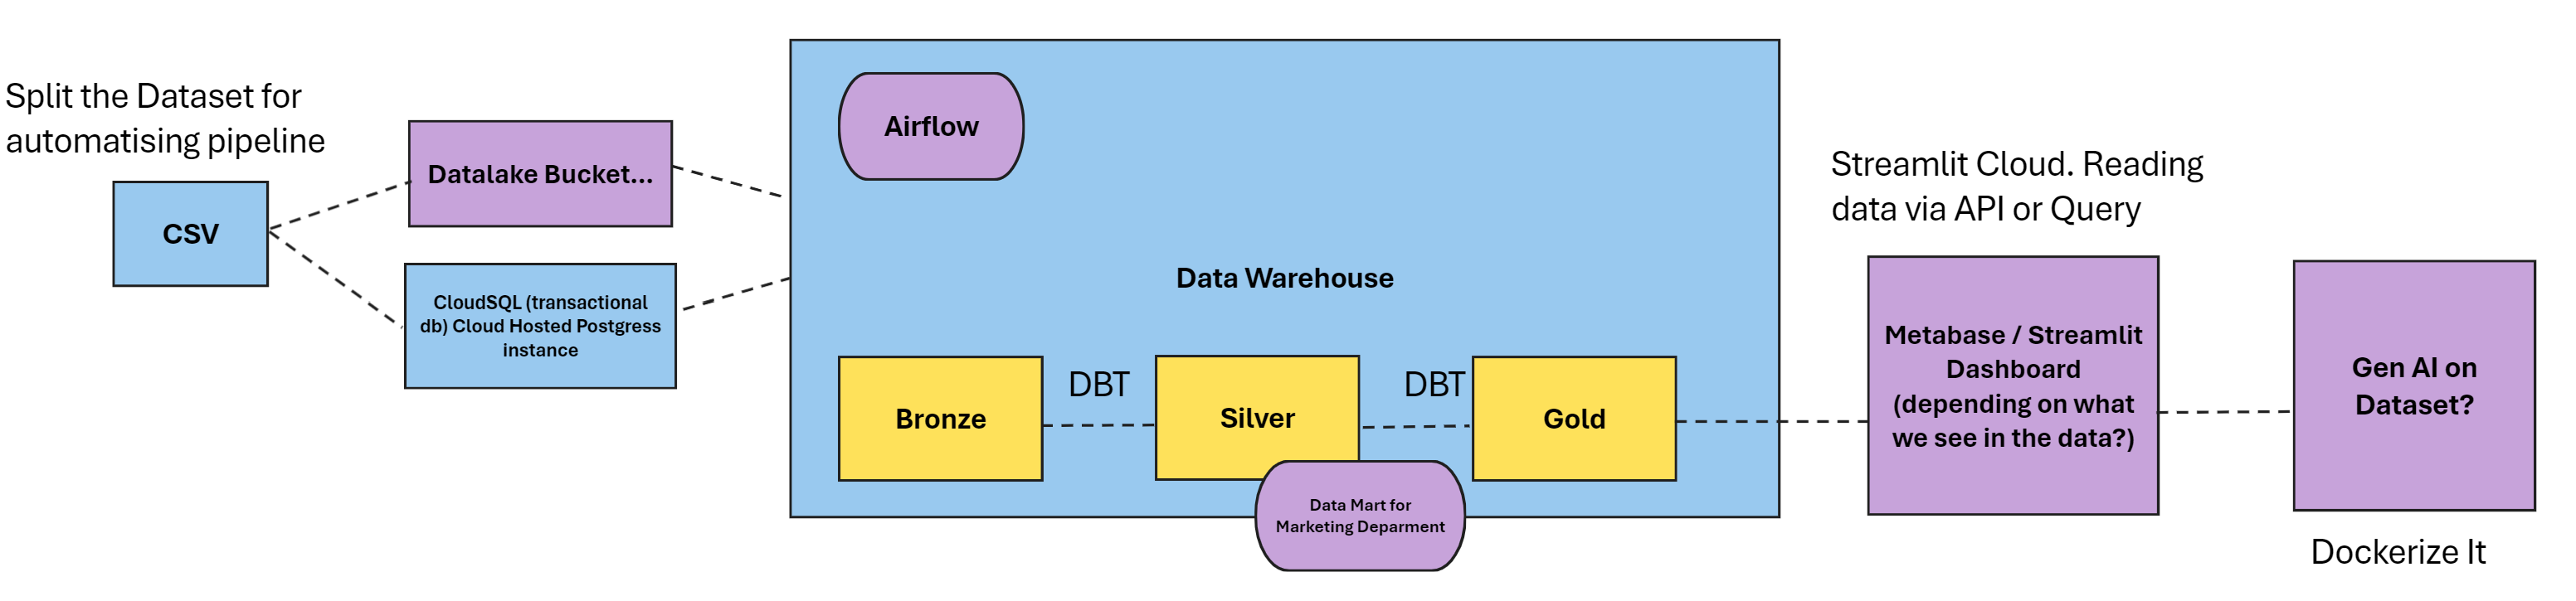 Split the Dataset for
automatising pipeline
CSV
Datalake Bucket...
CloudSQL (transactional
db) Cloud Hosted Postgress
instance
Airflow
Data Warehouse
Bronze
DBT
Silver
DBT
Gold
Data Mart for
Marketing Deparment
Streamlit Cloud. Reading
data via API or Query
Metabase / Streamlit
Dashboard
(depending on what
we see in the data?)
Gen AI on
Dataset?
Dockerize It